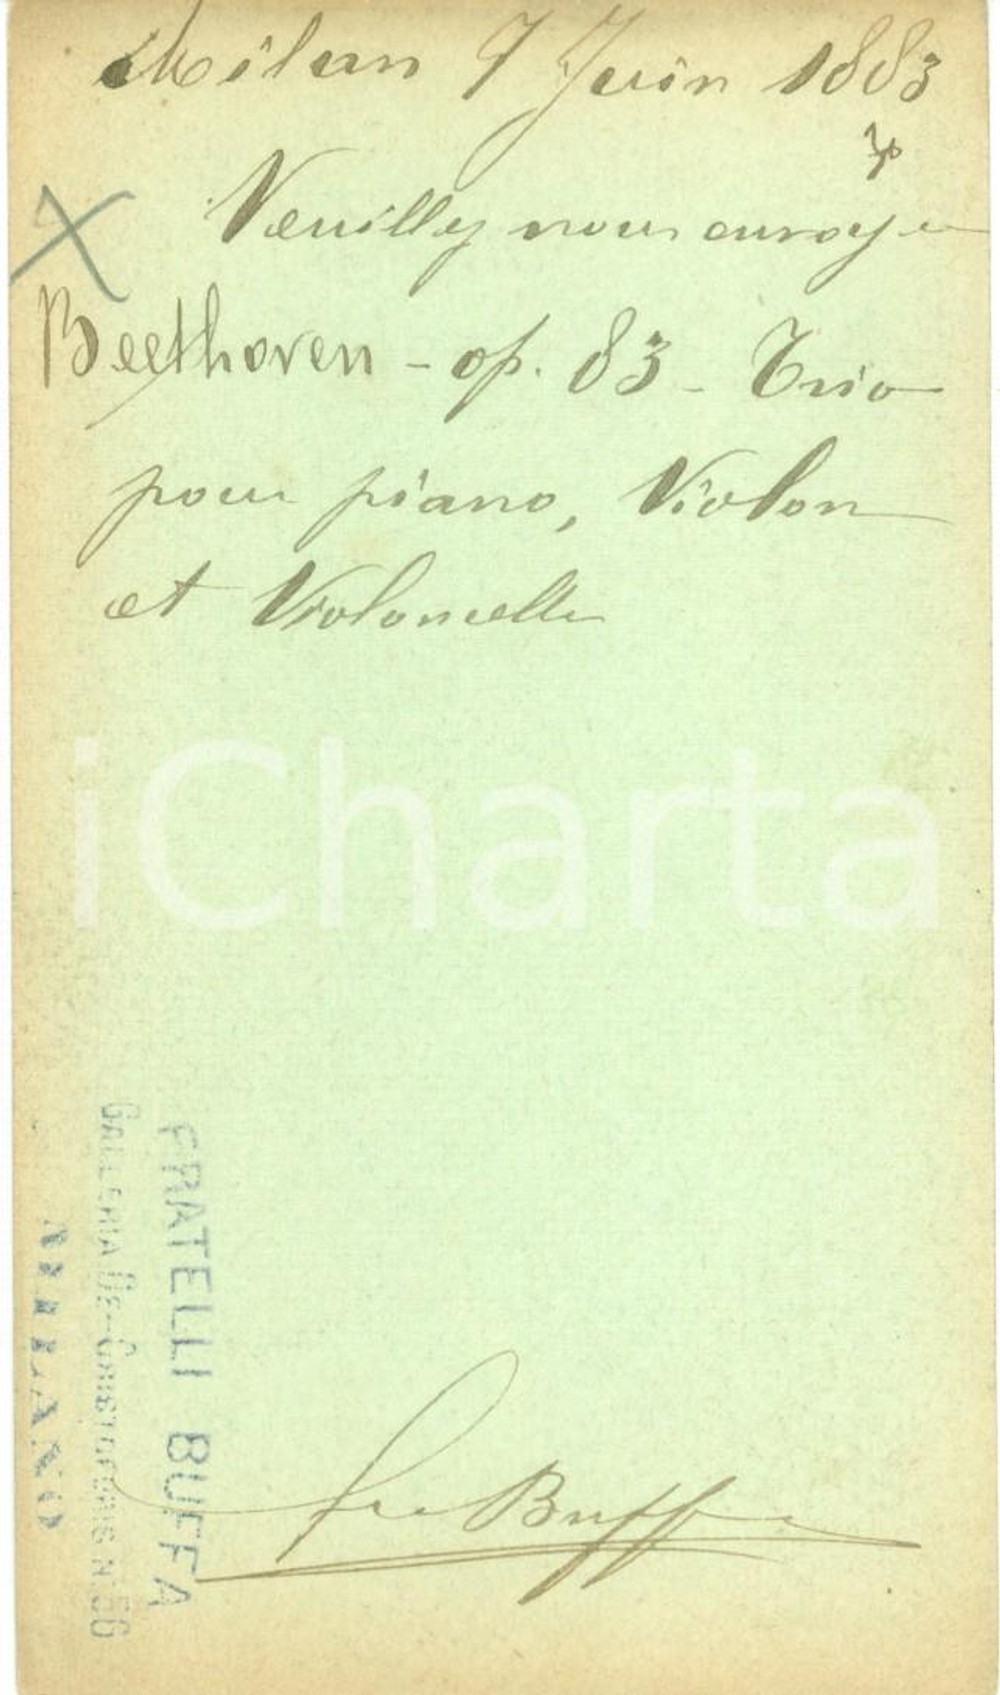 Milan 7 Juin 1883
Veuillez nous envoyer
Beethoven - op. 83 - Trio
pour piano, Violon
et Violoncelle
iCharta
FRATELLI BUFFA
GALLERIA DE-CRISTOFORIS N. 56
MILANO
Buffa